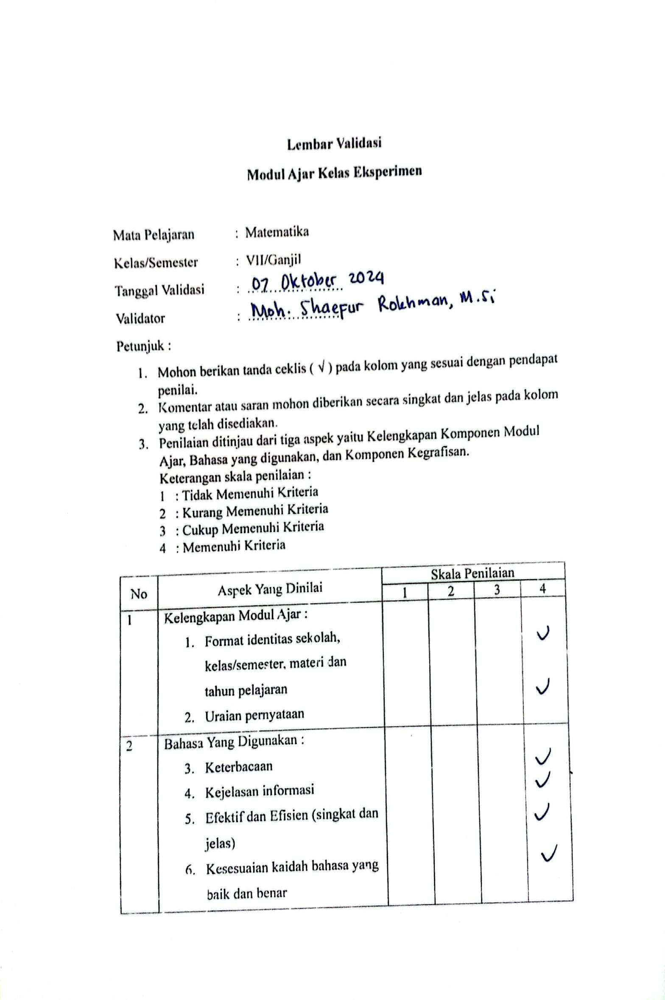 Lembar Validasi
Modul Ajar Kelas Eksperimen
Mata Pelajaran : Matematika
Kelas/Semester : VII/Ganjil
Tanggal Validasi : 07 Oktober 2024
Validator : Moh. Shaefur Rokhman, M.Si
Petunjuk :
1. Mohon berikan tanda ceklis ( √ ) pada kolom yang sesuai dengan pendapat
penilai.
2. Komentar atau saran mohon diberikan secara singkat dan jelas pada kolom
yang telah disediakan.
3. Penilaian ditinjau dari tiga aspek yaitu Kelengkapan Komponen Modul
Ajar, Bahasa yang digunakan, dan Komponen Kegrafisan.
Keterangan skala penilaian :
1 : Tidak Memenuhi Kriteria
2 : Kurang Memenuhi Kriteria
3 : Cukup Memenuhi Kriteria
4 : Memenuhi Kriteria
No Aspek Yang Dinilai Skala Penilaian
1 2 3 4
1 Kelengkapan Modul Ajar :
1. Format identitas sekolah, ✓
kelas/semester, materi dan
tahun pelajaran ✓
2. Uraian pernyataan
2 Bahasa Yang Digunakan :
3. Keterbacaan ✓
4. Kejelasan informasi ✓
5. Efektif dan Efisien (singkat dan ✓
jelas)
6. Kesesuaian kaidah bahasa yang ✓
baik dan benar